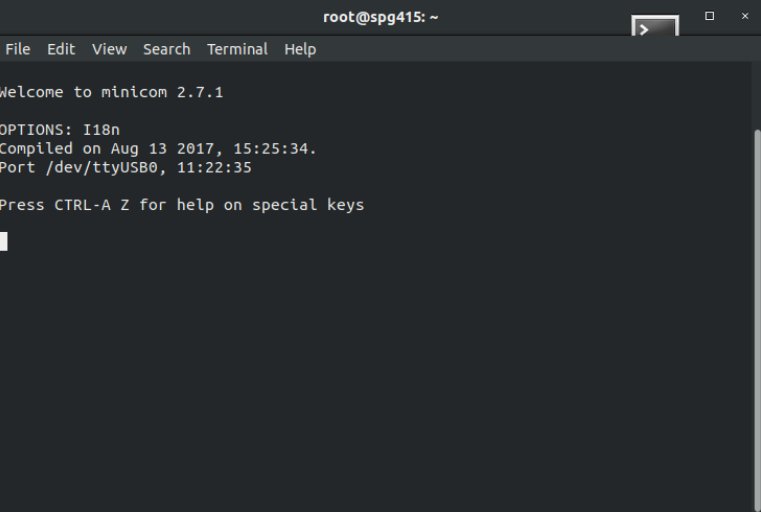 root@spg415: ~
File Edit View Search Terminal Help
Welcome to minicom 2.7.1
OPTIONS: I18n
Compiled on Aug 13 2017, 15:25:34.
Port /dev/ttyUSB0, 11:22:35
Press CTRL-A Z for help on special keys